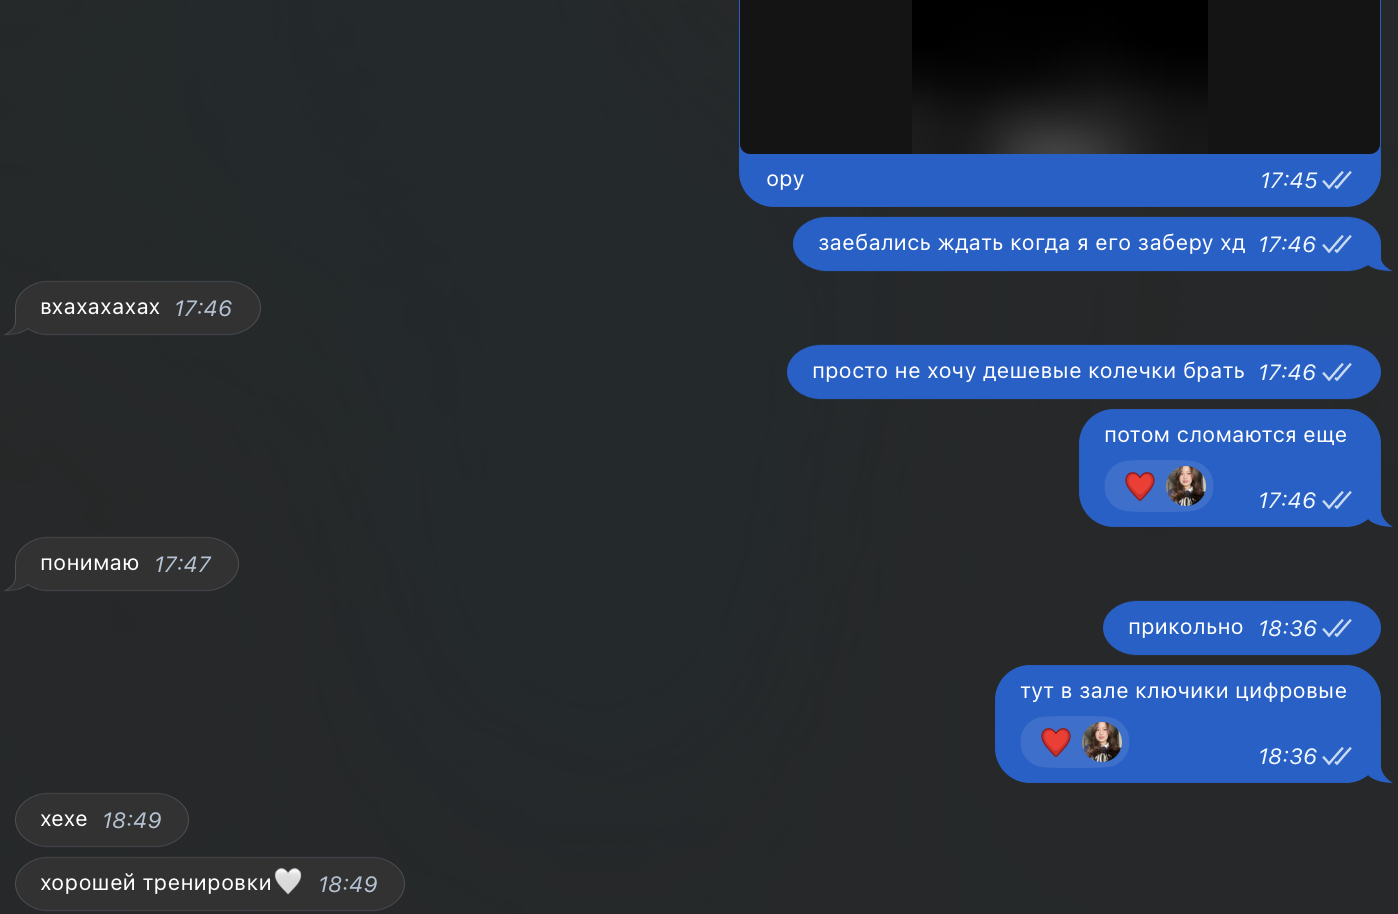 ору 17:45
заебались ждать когда я его заберу хд 17:46
вхахахахах 17:46
просто не хочу дешевые колечки брать 17:46
потом сломаются еще
17:46
понимаю 17:47
прикольно 18:36
тут в зале ключики цифровые
18:36
хехе 18:49
хорошей тренировки🤍 18:49